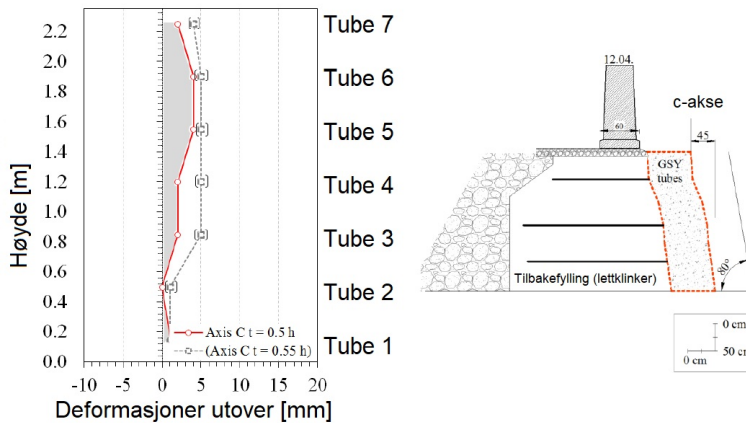 Høyde [m]
2.2
2.0
1.8
1.6
1.4
1.2
1.0
0.8
0.6
0.4
0.2
0.0
-10 -5 0 5 10 15 20
Deformasjoner utover [mm]
Axis C t = 0.5 h
(Axis C t = 0.55 h)
Tube 7
Tube 6
Tube 5
Tube 4
Tube 3
Tube 2
Tube 1
12.04.
60
c-akse
45
GSY
tubes
Tilbakefylling (lettklinker)
80°
0 cm
50 cm
0 cm